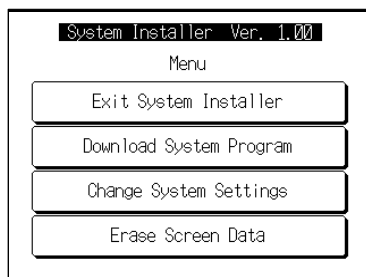 System Installer Ver. 1.00
Menu
Exit System Installer
Download System Program
Change System Settings
Erase Screen Data